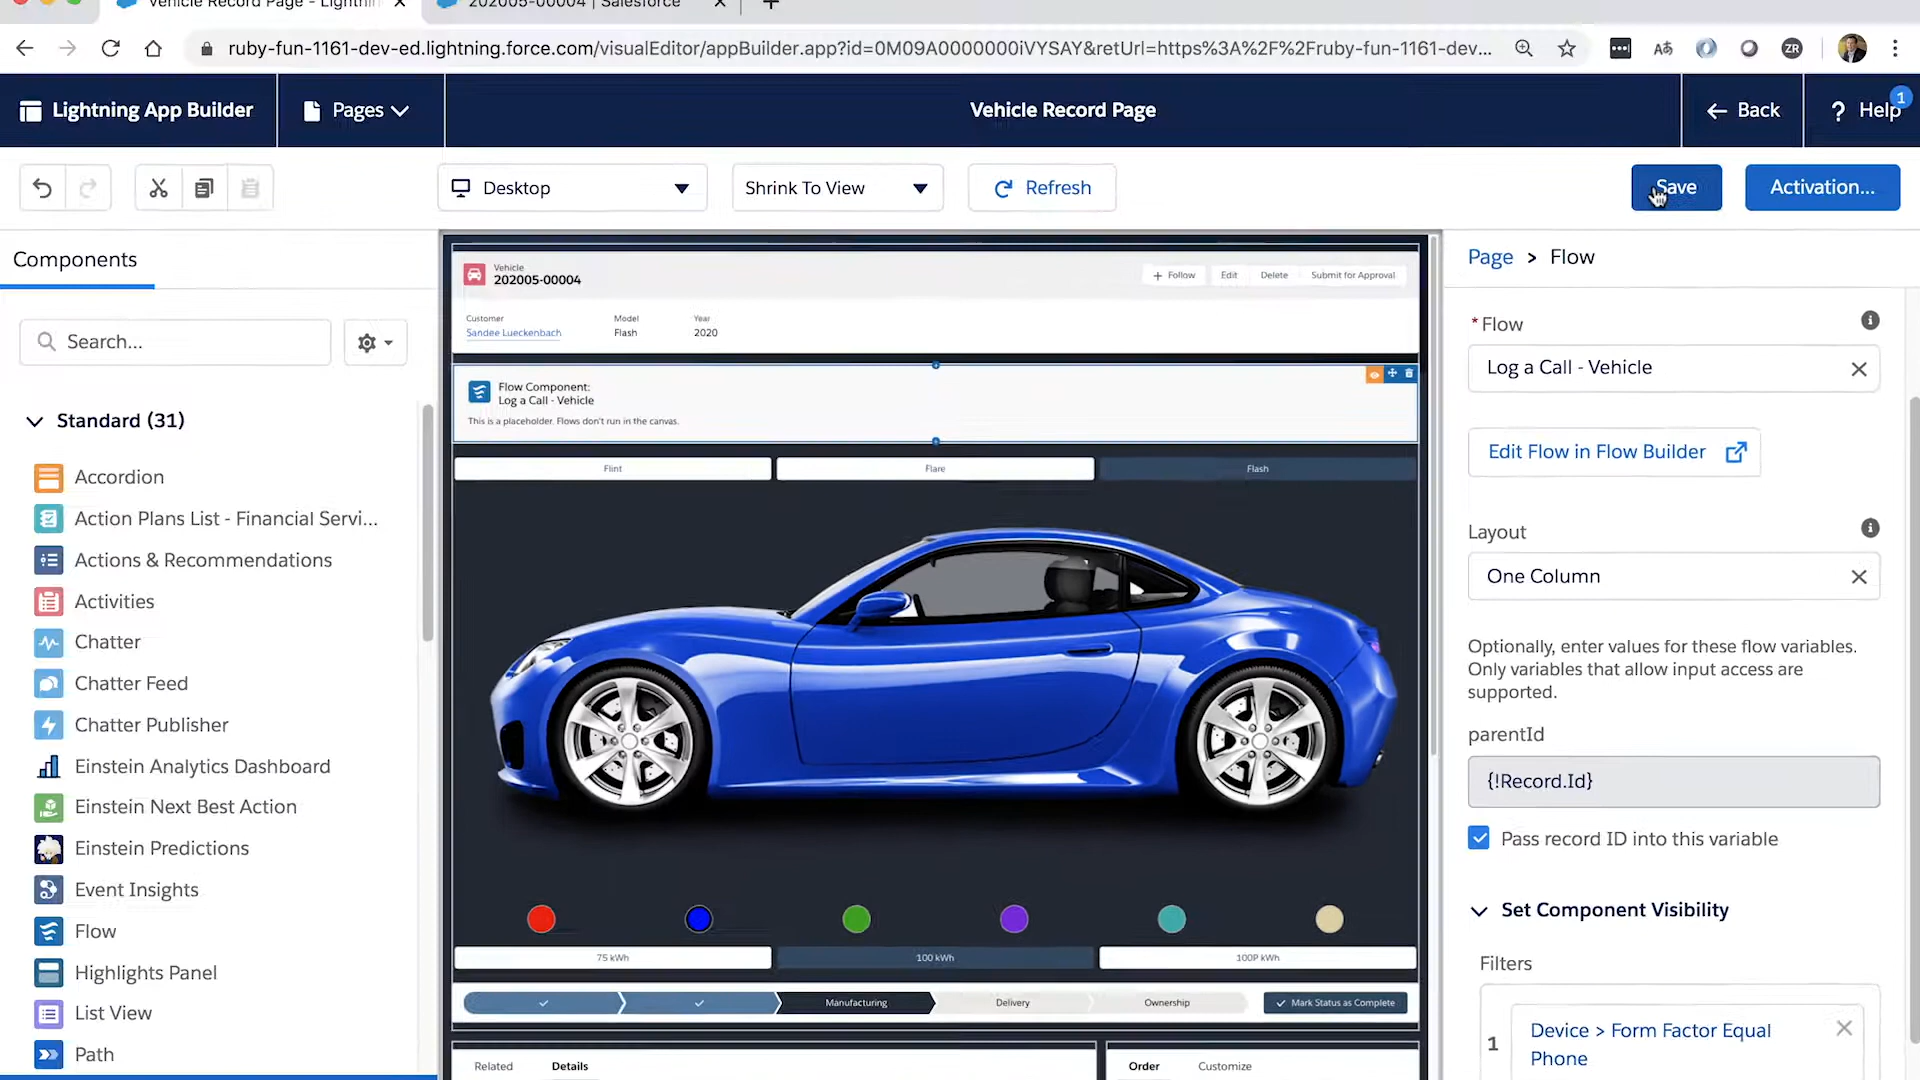 Vehicle Record Page - Lightnin
202005-00004 | Salesforce
ruby-fun-1161-dev-ed.lightning.force.com/visualEditor/appBuilder.app?id=0M09A0000000iVYSAY&retUrl=https%3A%2F%2Fruby-fun-1161-dev...
ZR
Lightning App Builder
Pages
Vehicle Record Page
Back
? Help
1
Desktop
Shrink To View
Refresh
Save
Activation...
Components
Search...
Standard (31)
Accordion
Action Plans List - Financial Servi...
Actions & Recommendations
Activities
Chatter
Chatter Feed
Chatter Publisher
Einstein Analytics Dashboard
Einstein Next Best Action
Einstein Predictions
Event Insights
Flow
Highlights Panel
List View
Path
Vehicle
202005-00004
+ Follow
Edit
Delete
Submit for Approval
Customer
Model
Year
Sandee Lueckenbach
Flash
2020
Flow Component:
Log a Call - Vehicle
This is a placeholder. Flows don't run in the canvas.
Flint
Flare
Flash
75 kWh
100 kWh
100P kWh
Manufacturing
Delivery
Ownership
Mark Status as Complete
Related
Details
Order
Customize
Page > Flow
* Flow
Log a Call - Vehicle
Edit Flow in Flow Builder
Layout
One Column
Optionally, enter values for these flow variables.
Only variables that allow input access are
supported.
parentId
{!Record.Id}
Pass record ID into this variable
Set Component Visibility
Filters
1
Device > Form Factor Equal
Phone